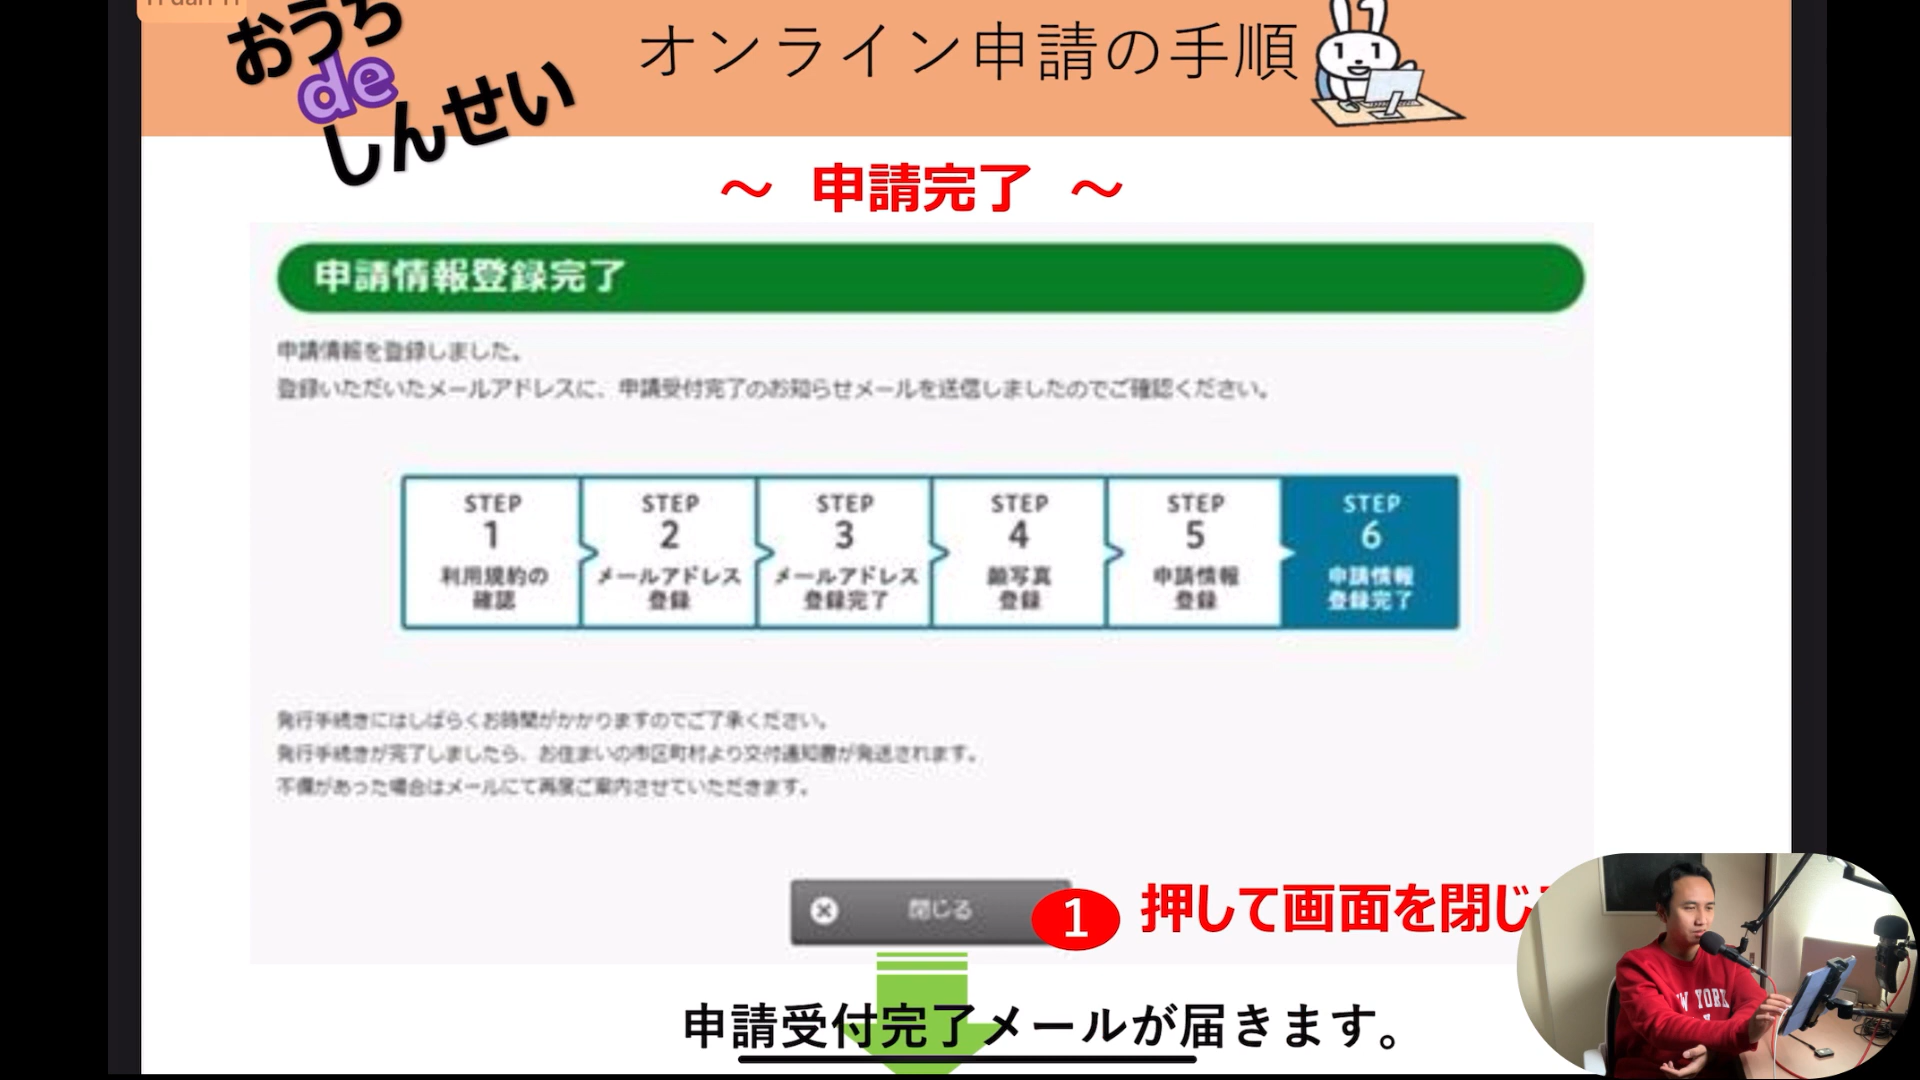 おうち
de
しんせい
オンライン申請の手順
～ 申請完了 ～
申請情報登録完了
申請情報を登録しました。
登録いただいたメールアドレスに、申請受付完了のお知らせメールを送信しましたのでご確認ください。
STEP 1 利用規約の確認
STEP 2 メールアドレス登録
STEP 3 メールアドレス登録完了
STEP 4 顔写真登録
STEP 5 申請情報登録
STEP 6 申請情報登録完了
発行手続きにはしばらくお時間がかかりますのでご了承ください。
発行手続きが完了しましたら、お住まいの市区町村より交付通知書が発送されます。
不備があった場合はメールにて再度ご案内させていただきます。
閉じる
1 押して画面を閉じ
申請受付完了メールが届きます。
W YORK